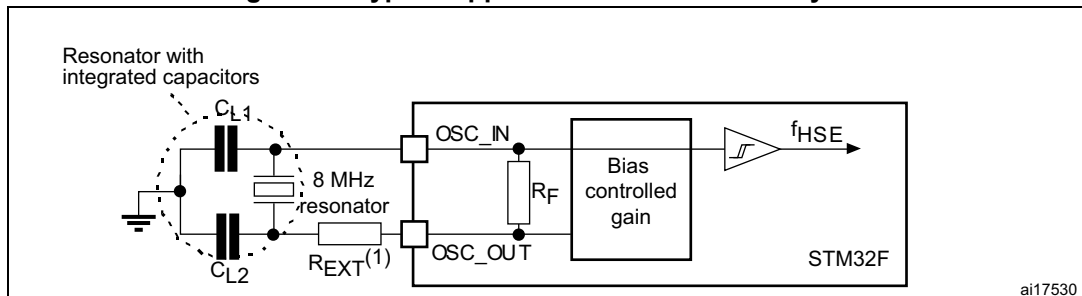 Resonator with
integrated capacitors
CL1
OSC_IN
fHSE
8 MHz
resonator
RF
Bias
controlled
gain
REXT(1)
OSC_OUT
STM32F
CL2
ai17530